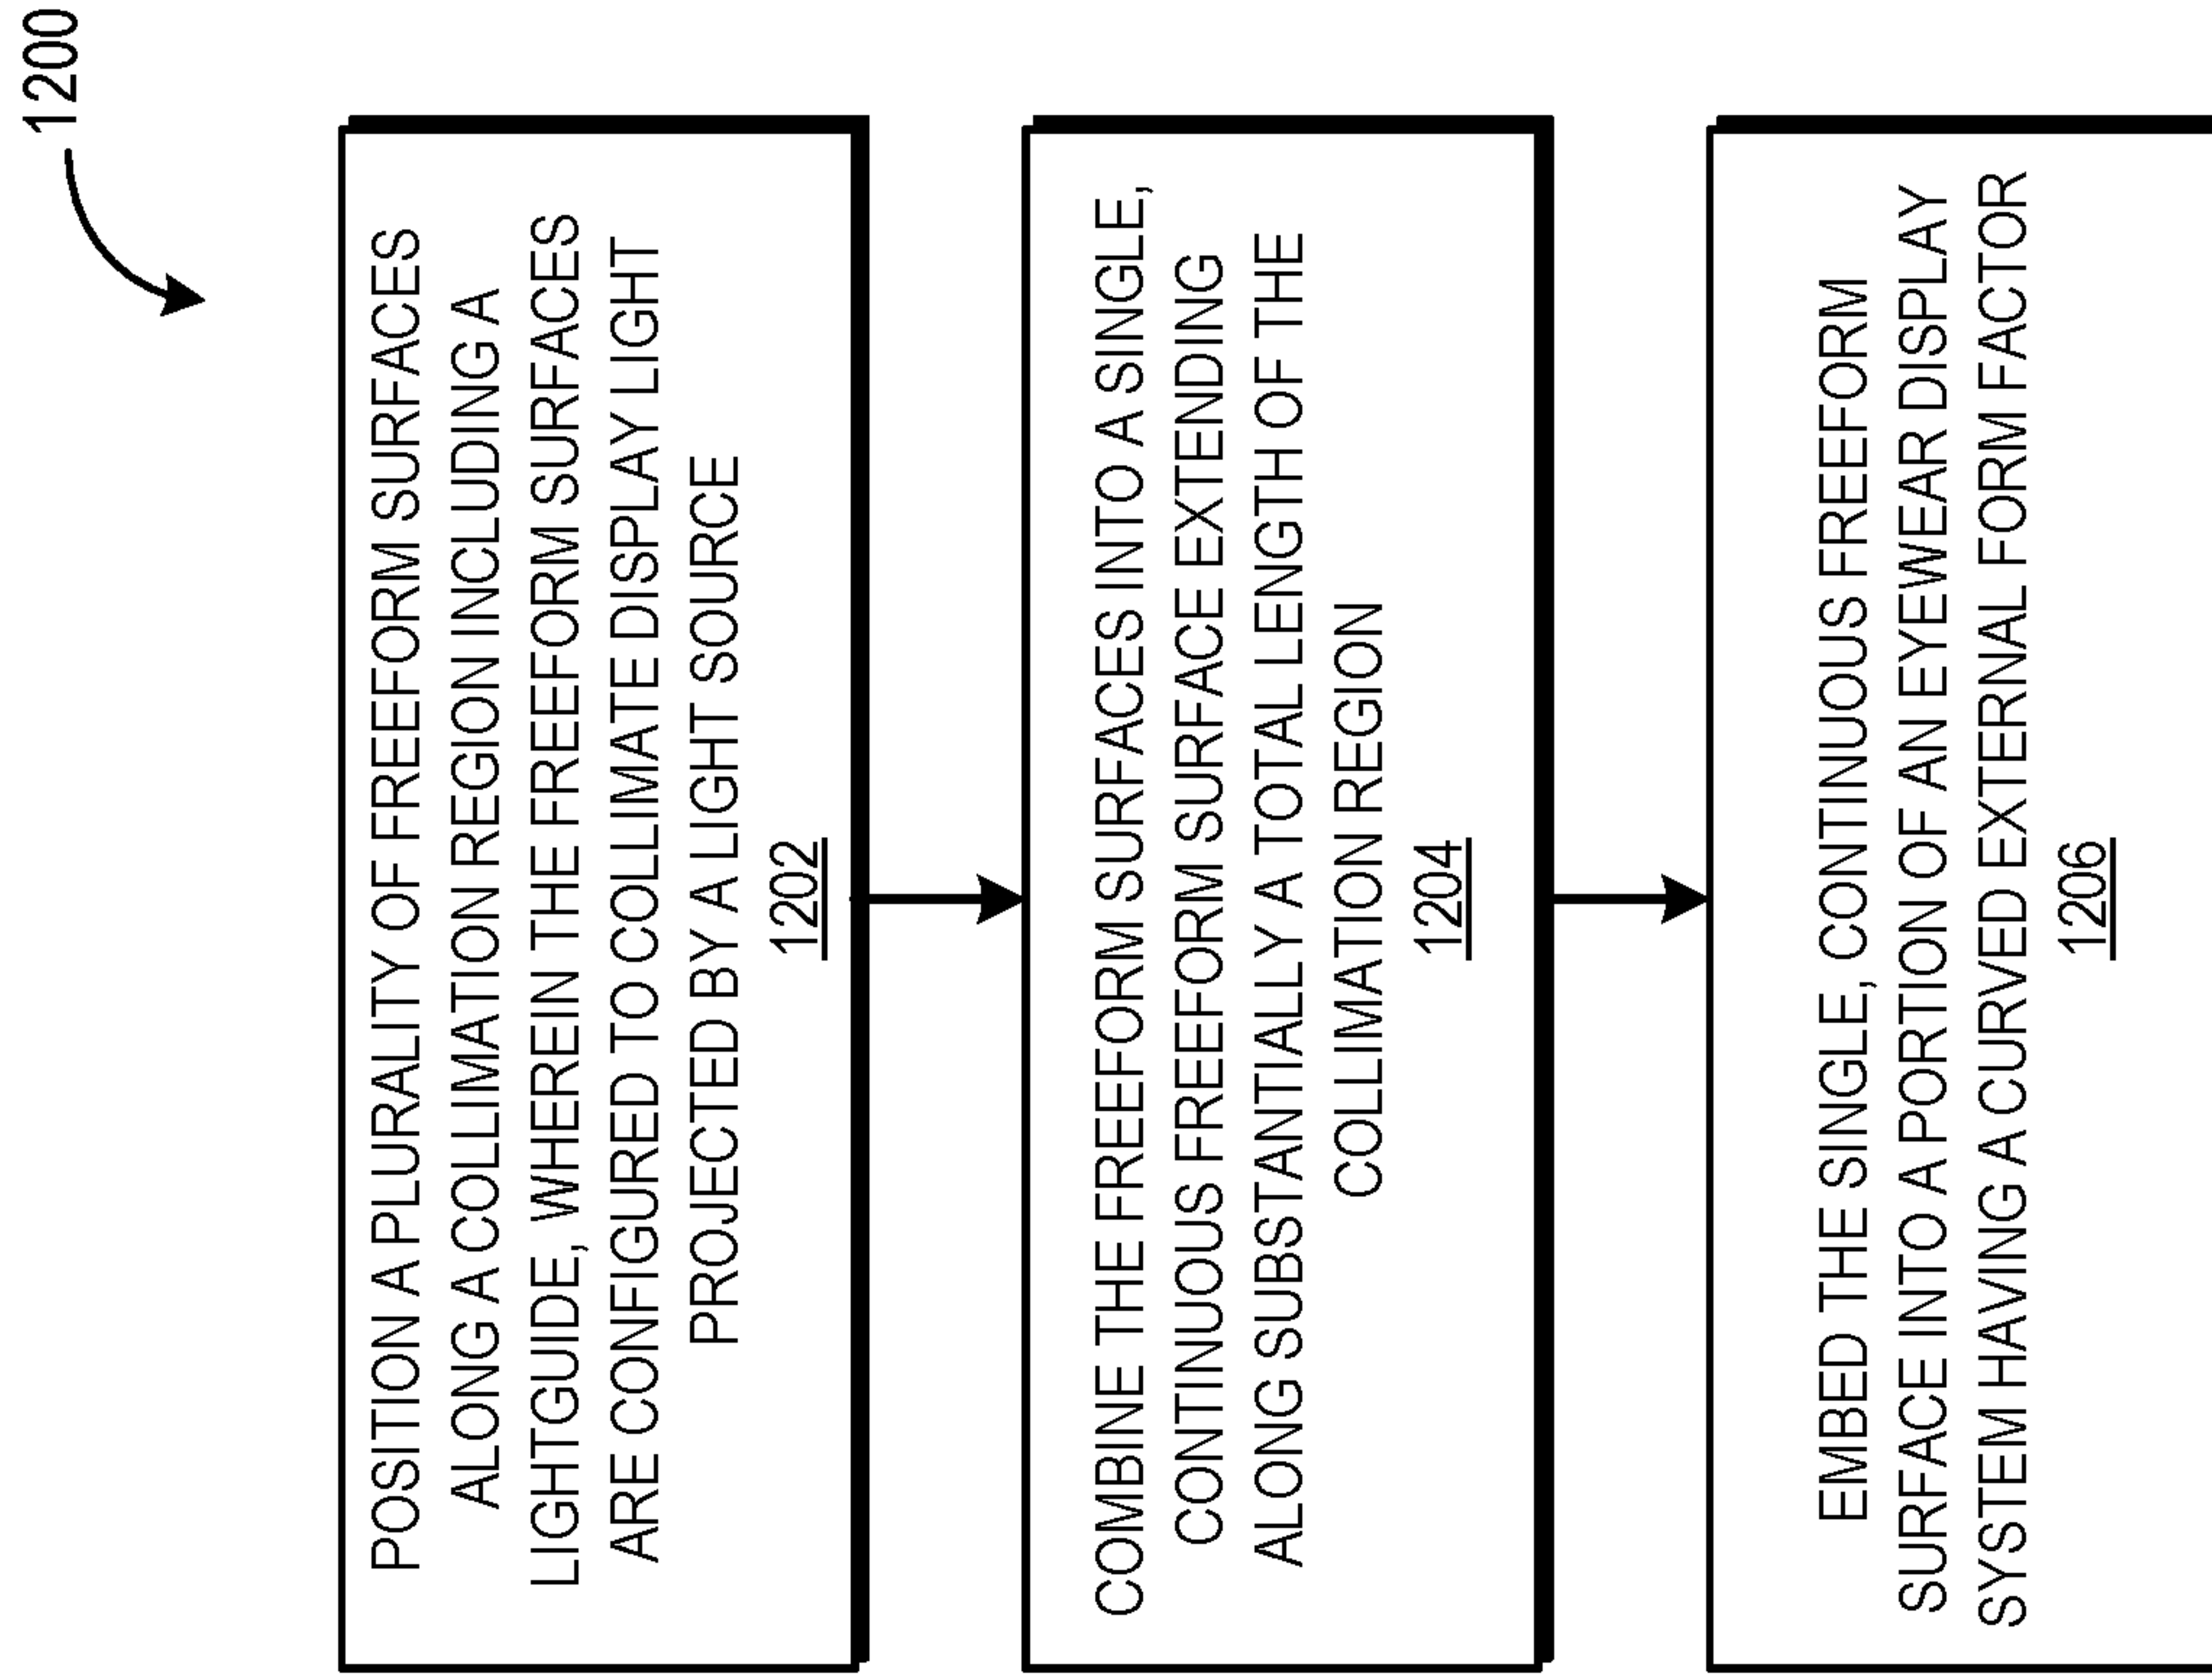 1200
POSITION A PLURALITY OF FREEFORM SURFACES
ALONG A COLLIMATION REGION INCLUDING A
LIGHTGUIDE, WHEREIN THE FREEFORM SURFACES
ARE CONFIGURED TO COLLIMATE DISPLAY LIGHT
PROJECTED BY A LIGHT SOURCE
1202
COMBINE THE FREEFORM SURFACES INTO A SINGLE,
CONTINUOUS FREEFORM SURFACE EXTENDING
ALONG SUBSTANTIALLY A TOTAL LENGTH OF THE
COLLIMATION REGION
1204
EMBED THE SINGLE, CONTINUOUS FREEFORM
SURFACE INTO A PORTION OF AN EYEWEAR DISPLAY
SYSTEM HAVING A CURVED EXTERNAL FORM FACTOR
1206